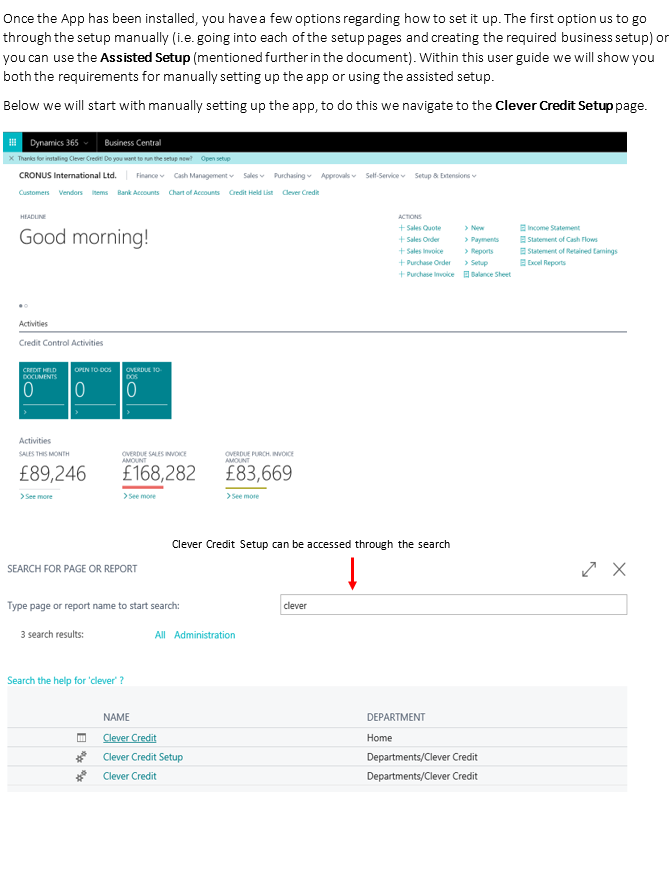 Once the App has been installed, you have a few options regarding how to set it up. The first option us to go
through the setup manually (i.e. going into each of the setup pages and creating the required business setup) or
you can use the Assisted Setup (mentioned further in the document). Within this user guide we will show you
both the requirements for manually setting up the app or using the assisted setup.
Below we will start with manually setting up the app, to do this we navigate to the Clever Credit Setup page.
Dynamics 365 Business Central
Thanks for installing Clever Credit! Do you want to run the setup now? Open setup
CRONUS International Ltd. Finance Cash Management Sales Purchasing Approvals Self-Service Setup & Extensions
Customers Vendors Items Bank Accounts Chart of Accounts Credit Held List Clever Credit
HEADLINE
Good morning!
ACTIONS
+ Sales Quote > New Income Statement
+ Sales Order > Payments Statement of Cash Flows
+ Sales Invoice > Reports Statement of Retained Earnings
+ Purchase Order > Setup Excel Reports
+ Purchase Invoice Balance Sheet
Activities
Credit Control Activities
CREDIT HELD DOCUMENTS
0
OPEN TO-DOS
0
OVERDUE TO-DOS
0
Activities
SALES THIS MONTH
£89,246
> See more
OVERDUE SALES INVOICE AMOUNT
£168,282
> See more
OVERDUE PURCH. INVOICE AMOUNT
£83,669
> See more
Clever Credit Setup can be accessed through the search
SEARCH FOR PAGE OR REPORT
Type page or report name to start search: clever
3 search results: All Administration
Search the help for 'clever' ?
NAME DEPARTMENT
Clever Credit Home
Clever Credit Setup Departments/Clever Credit
Clever Credit Departments/Clever Credit